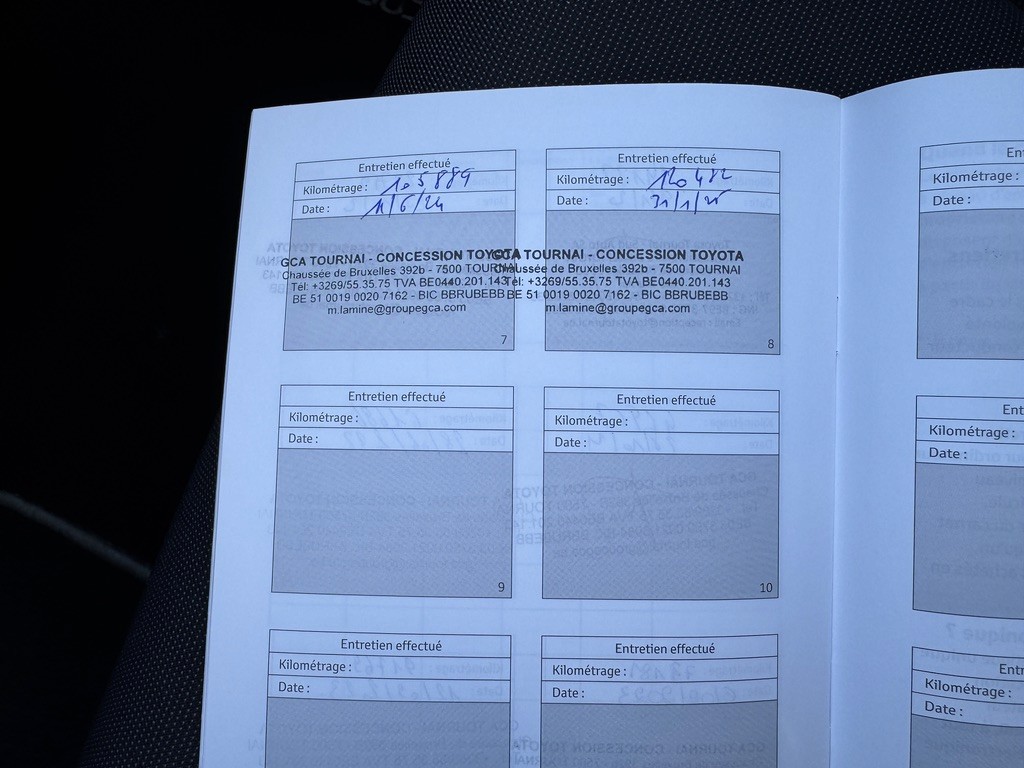 Entretien effectué
Kilométrage : 105889
Date : 11/6/24
GCA TOURNAI - CONCESSION TOYOTA
Chaussée de Bruxelles 392b - 7500 TOURNAI
Tél: +3269/55.35.75 TVA BE0440.201.143
BE 51 0019 0020 7162 - BIC BBRUBEBB
m.lamine@groupegca.com
7
Entretien effectué
Kilométrage : 120482
Date : 31/1/25
GCA TOURNAI - CONCESSION TOYOTA
Chaussée de Bruxelles 392b - 7500 TOURNAI
Tél: +3269/55.35.75 TVA BE0440.201.143
BE 51 0019 0020 7162 - BIC BBRUBEBB
m.lamine@groupegca.com
8
Entretien effectué
Kilométrage :
Date :
9
Entretien effectué
Kilométrage :
Date :
10
Entretien effectué
Kilométrage :
Date :
Entretien effectué
Kilométrage :
Date :
Kilométrage :
Date :
Kilométrage :
Date :
Kilométrage :
Date :